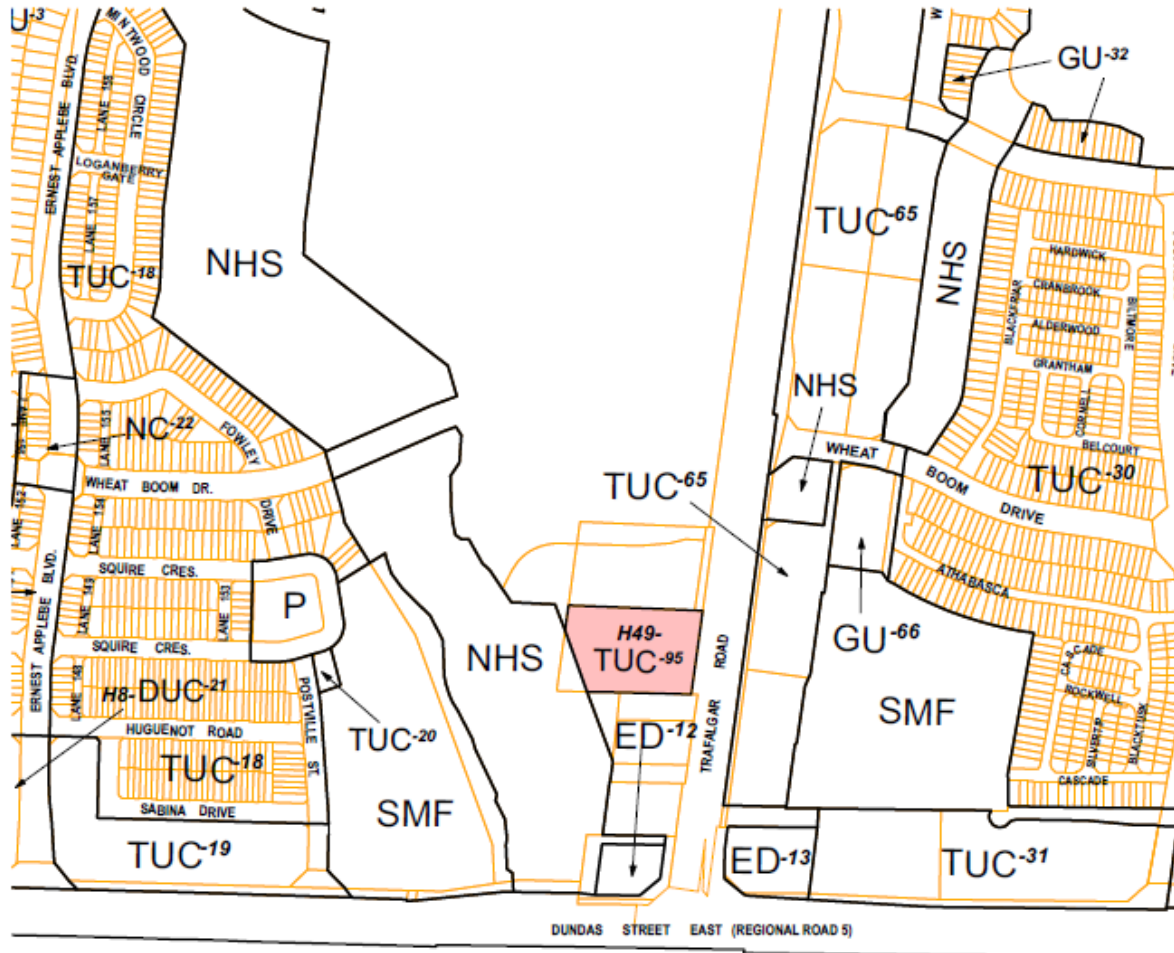 U-3
MINTWOOD
CIRCLE
ERNEST APPLEBE BLVD.
LANE 158
LOGANBERRY
GATE
LANE 157
TUC-18
NHS
W
GU-32
TUC-65
NHS
HARDWICK
CRANBROOK
BLACKFRIAR
ALDERWOOD
BILTMORE
GRANTHAM
CORNELL
BELCOURT
NHS
NC-22
LANE 155
FOWLEY
WHEAT BOOM DR.
DRIVE
WHEAT
BOOM
DRIVE
TUC-30
TUC-65
LANE 152
LANE 154
SQUIRE CRES.
ATHABASCA
ERNEST APPLEBE BLVD.
LANE 149
LANE 153
P
SQUIRE CRES.
NHS
H49-
TUC-95
ROAD
GU-66
LANE 148
H8-DUC-21
POSTVILLE
ST.
HUGUENOT ROAD
TUC-20
ED-12
TRAFALGAR
SMF
CASCADE
ROCKWELL
BLACKTUSK
TUC-18
SABINA DRIVE
SMF
CASCADE
TUC-19
ED-13
TUC-31
DUNDAS STREET EAST (REGIONAL ROAD 5)